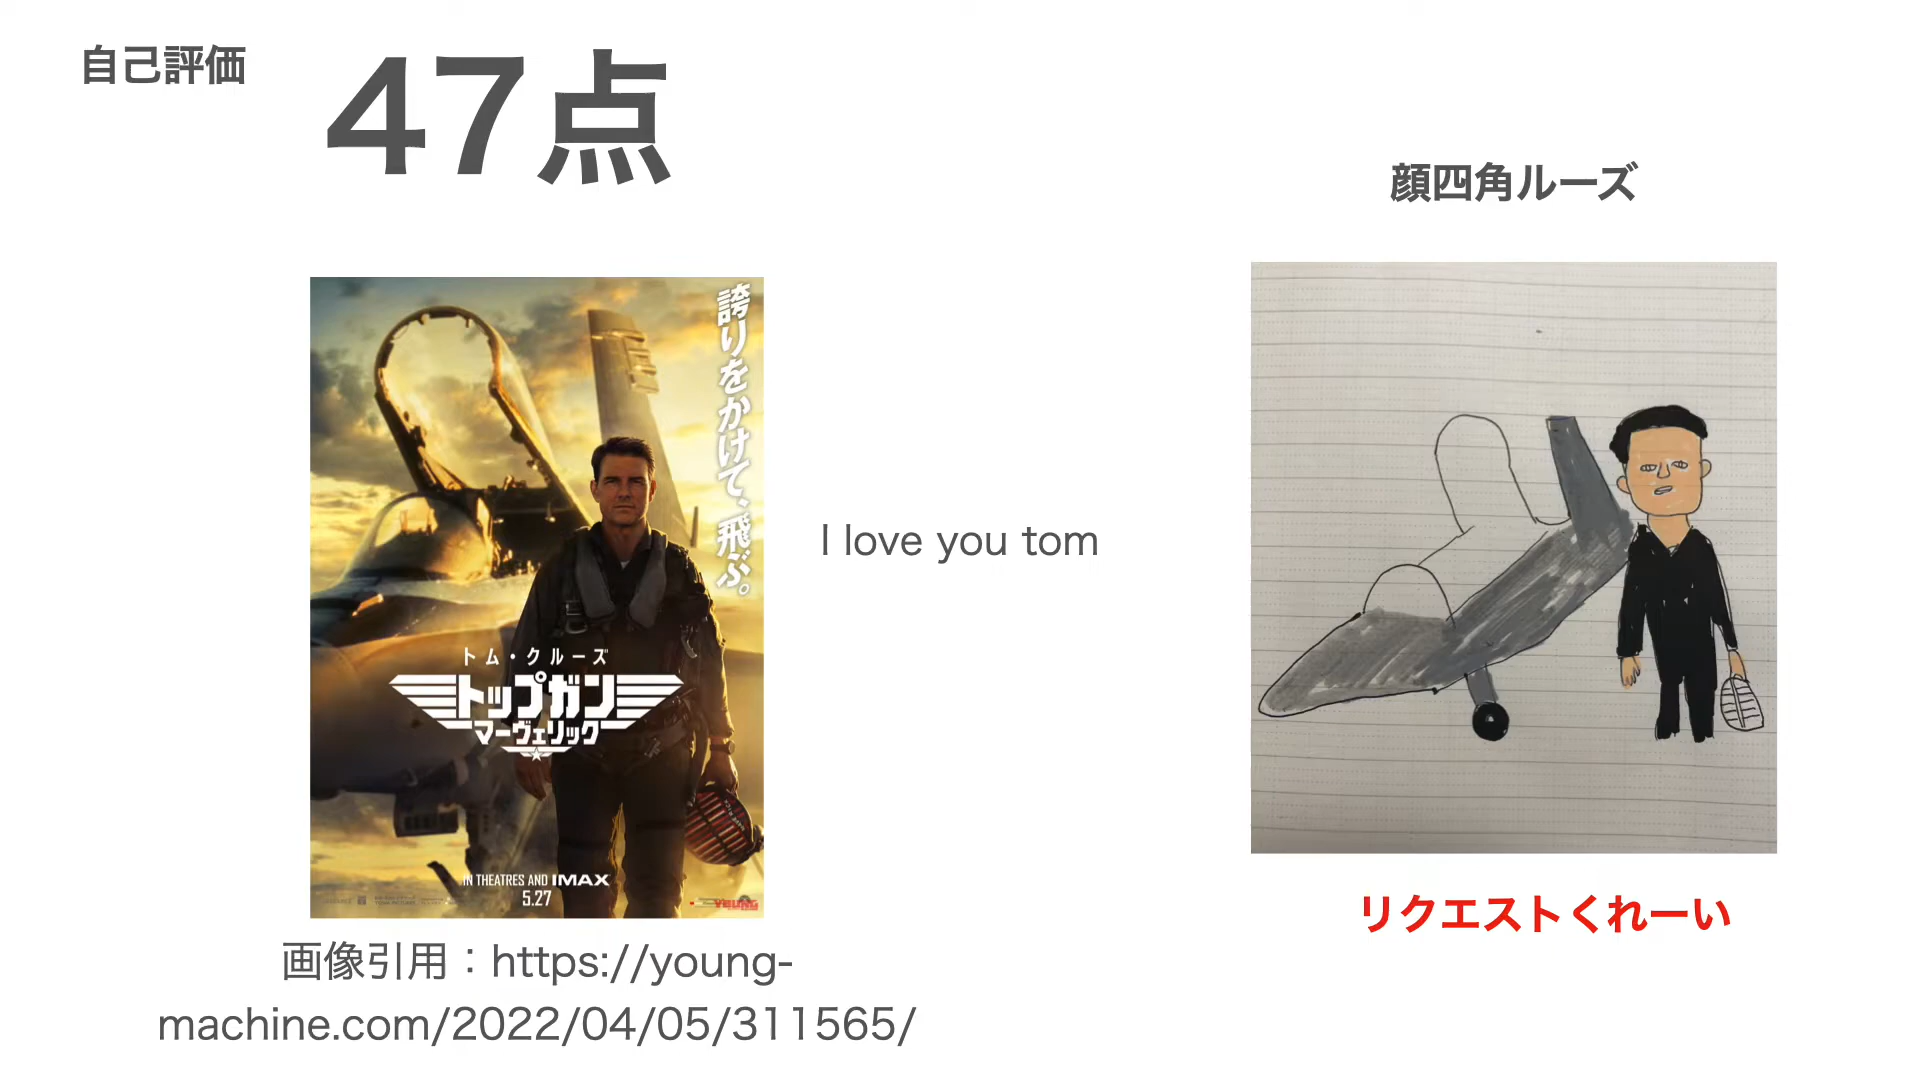 自己評価
47点
顔四角ルーズ
誇りをかけて、飛ぶ。
I love you tom
トム・クルーズ
トップガン
マーヴェリック
IN THEATRES AND IMAX
5.27
リクエストくれーい
画像引用：https://young-
machine.com/2022/04/05/311565/